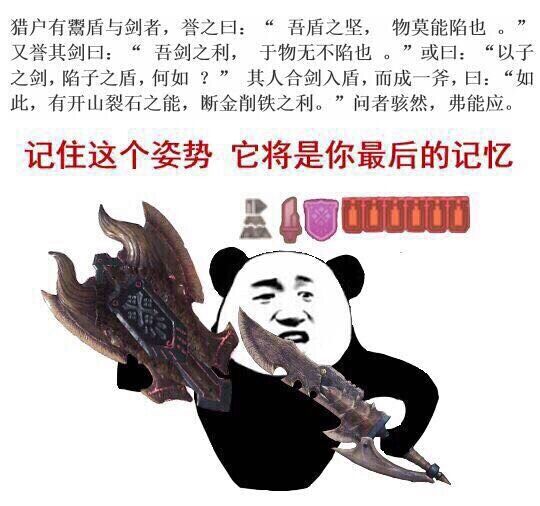 猎户有鬻盾与剑者，誉之曰：“ 吾盾之坚， 物莫能陷也 。”
又誉其剑曰：“ 吾剑之利， 于物无不陷也 。”或曰：“以子
之剑，陷子之盾，何如 ？” 其人合剑入盾，而成一斧，曰：“如
此，有开山裂石之能，断金削铁之利。”问者骇然，弗能应。
记住这个姿势 它将是你最后的记忆